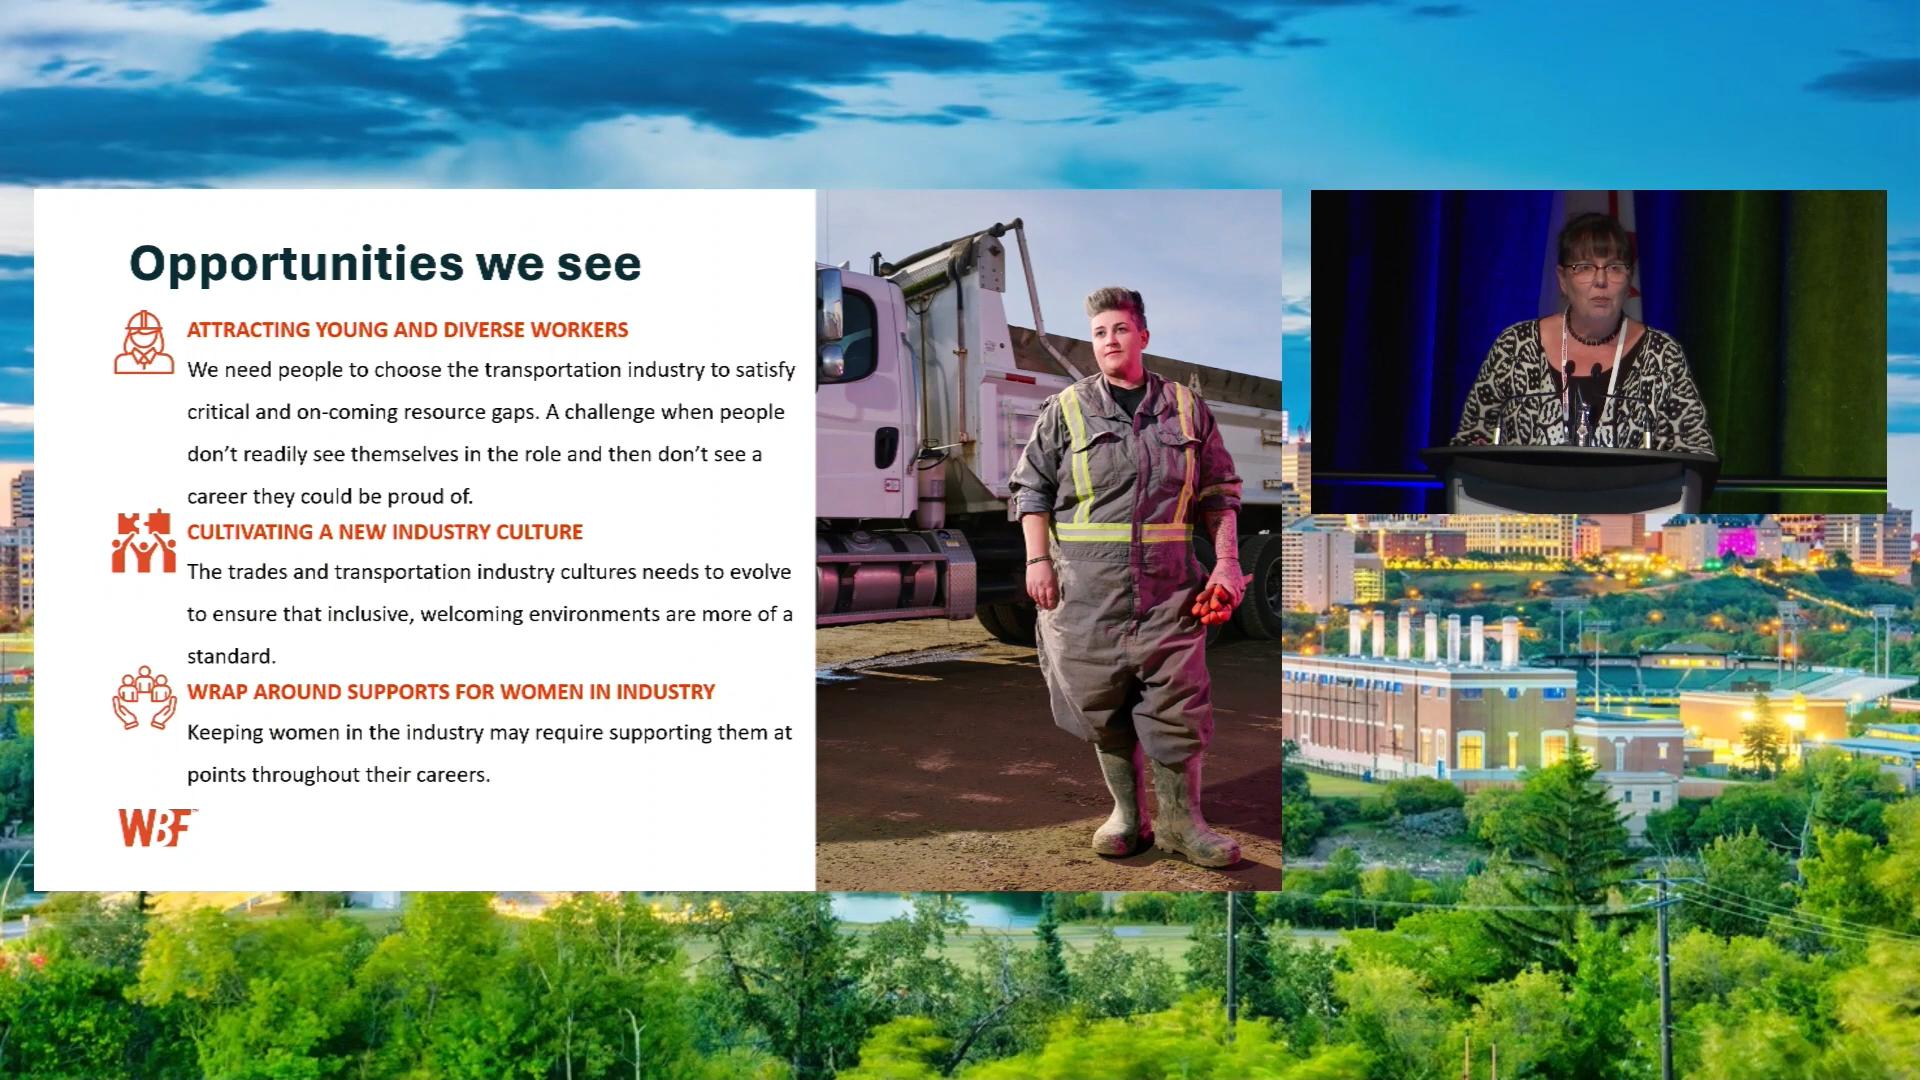 Opportunities we see
ATTRACTING YOUNG AND DIVERSE WORKERS
We need people to choose the transportation industry to satisfy
critical and on-coming resource gaps. A challenge when people
don't readily see themselves in the role and then don't see a
career they could be proud of.
CULTIVATING A NEW INDUSTRY CULTURE
The trades and transportation industry cultures needs to evolve
to ensure that inclusive, welcoming environments are more of a
standard.
WRAP AROUND SUPPORTS FOR WOMEN IN INDUSTRY
Keeping women in the industry may require supporting them at
points throughout their careers.
WBF™